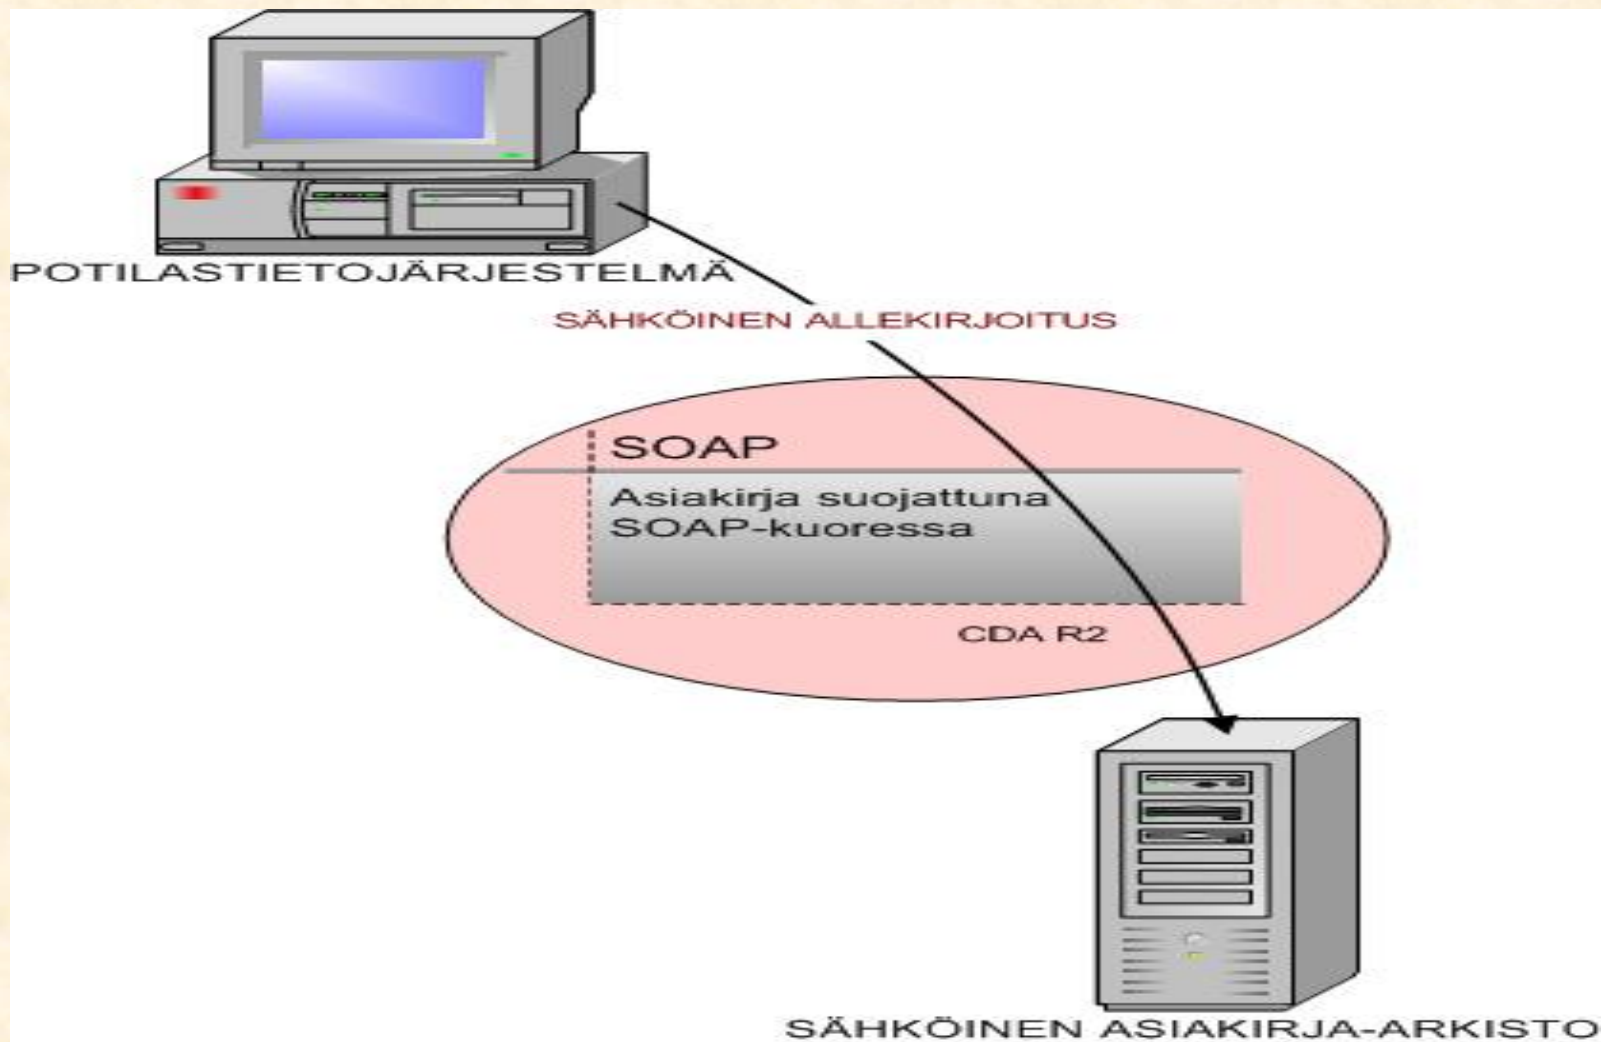 POTILASTIETOJÄRJESTELMÄ
SÄHKÖINEN ALLEKIRJOITUS
SOAP
Asiakirja suojattuna
SOAP-kuoressa
CDA R2
SÄHKÖINEN ASIAKIRJA-ARKISTO